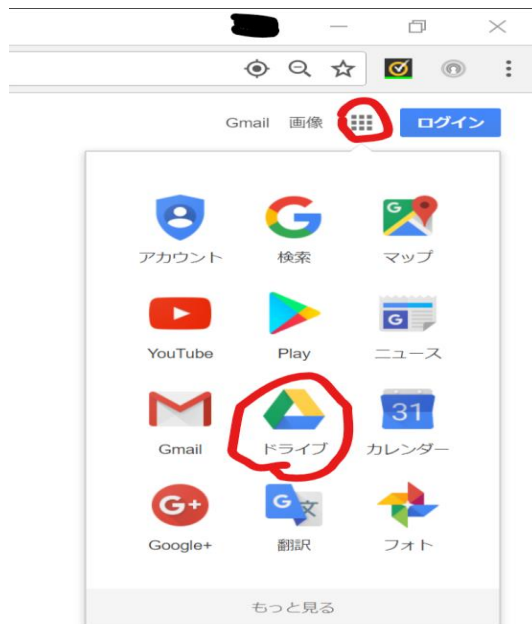 Gmail 画像 ログイン
アカウント 検索 マップ
G
YouTube Play ニュース
G
Gmail ドライブ カレンダー
31
G+ G 文
Google+ 翻訳 フォト
もっと見る